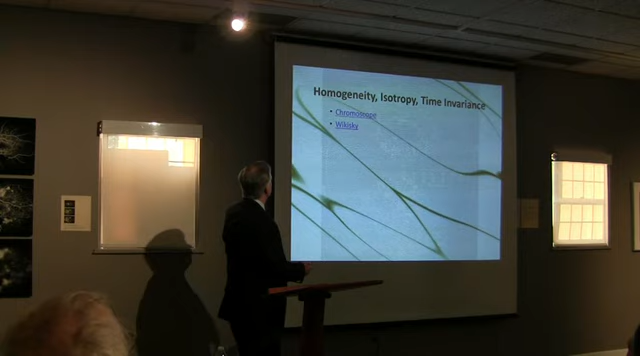 Homogeneity, Isotropy, Time Invariance
• Chromoscope
• Wikisky